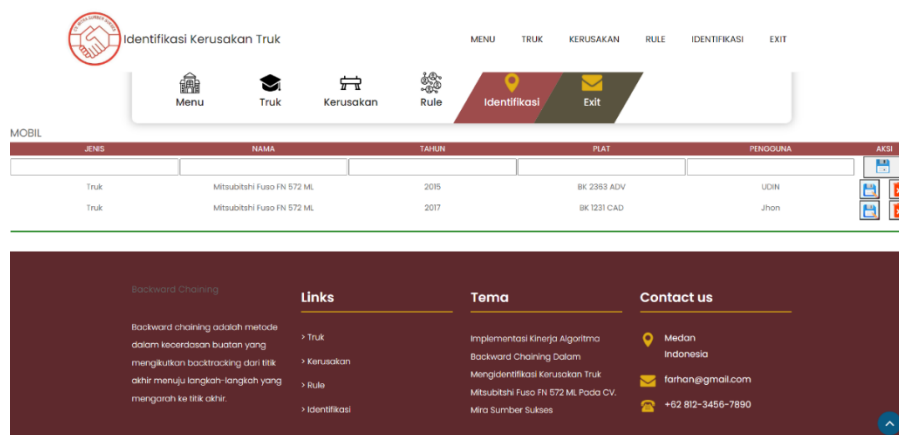 Identifikasi Kerusakan Truk
MENU TRUK KERUSAKAN RULE IDENTIFIKASI EXIT
Menu Truk Kerusakan Rule Identifikasi Exit
MOBIL
JENIS NAMA TAHUN PLAT PENGGUNA AKSI
Truk Mitsubitshi Fuso FN 572 ML 2015 BK 2363 ADV UDIN
Truk Mitsubitshi Fuso FN 572 ML 2017 BK 1231 CAD Jhon
Backward Chaining
Backward chaining adalah metode
dalam kecerdasan buatan yang
mengikutkan backtracking dari titik
akhir menuju langkah-langkah yang
mengarah ke titik akhir.
Links
> Truk
> Kerusakan
> Rule
> Identifikasi
Tema
Implementasi Kinerja Algoritma
Backward Chaining Dalam
Mengidentifikasi Kerusakan Truk
Mitsubitshi Fuso FN 572 ML Pada CV.
Mira Sumber Sukses
Contact us
Medan
Indonesia
farhan@gmail.com
+62 812-3456-7890